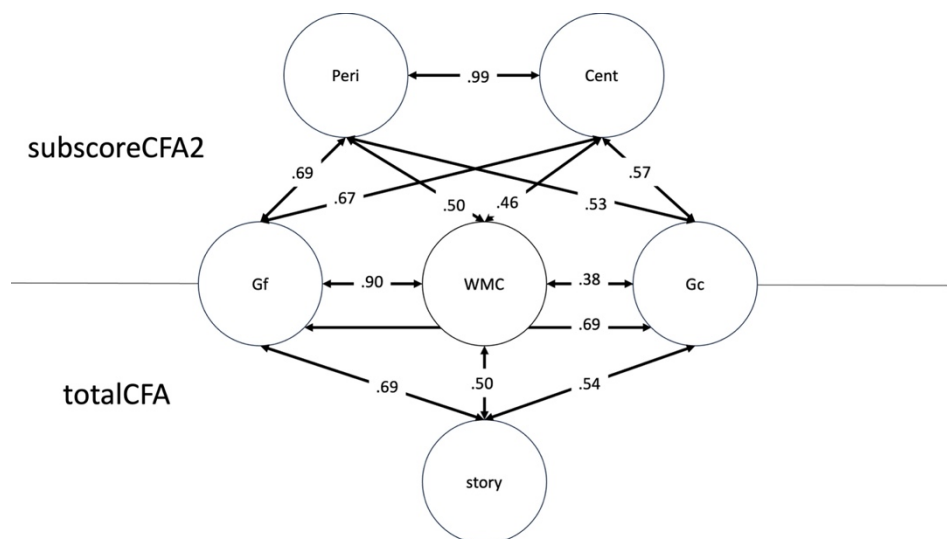 Peri
.99
Cent
subscoreCFA2
.69
.67
.50
.46
.53
.57
Gf
.90
WMC
.38
Gc
.69
totalCFA
.69
.50
.54
story